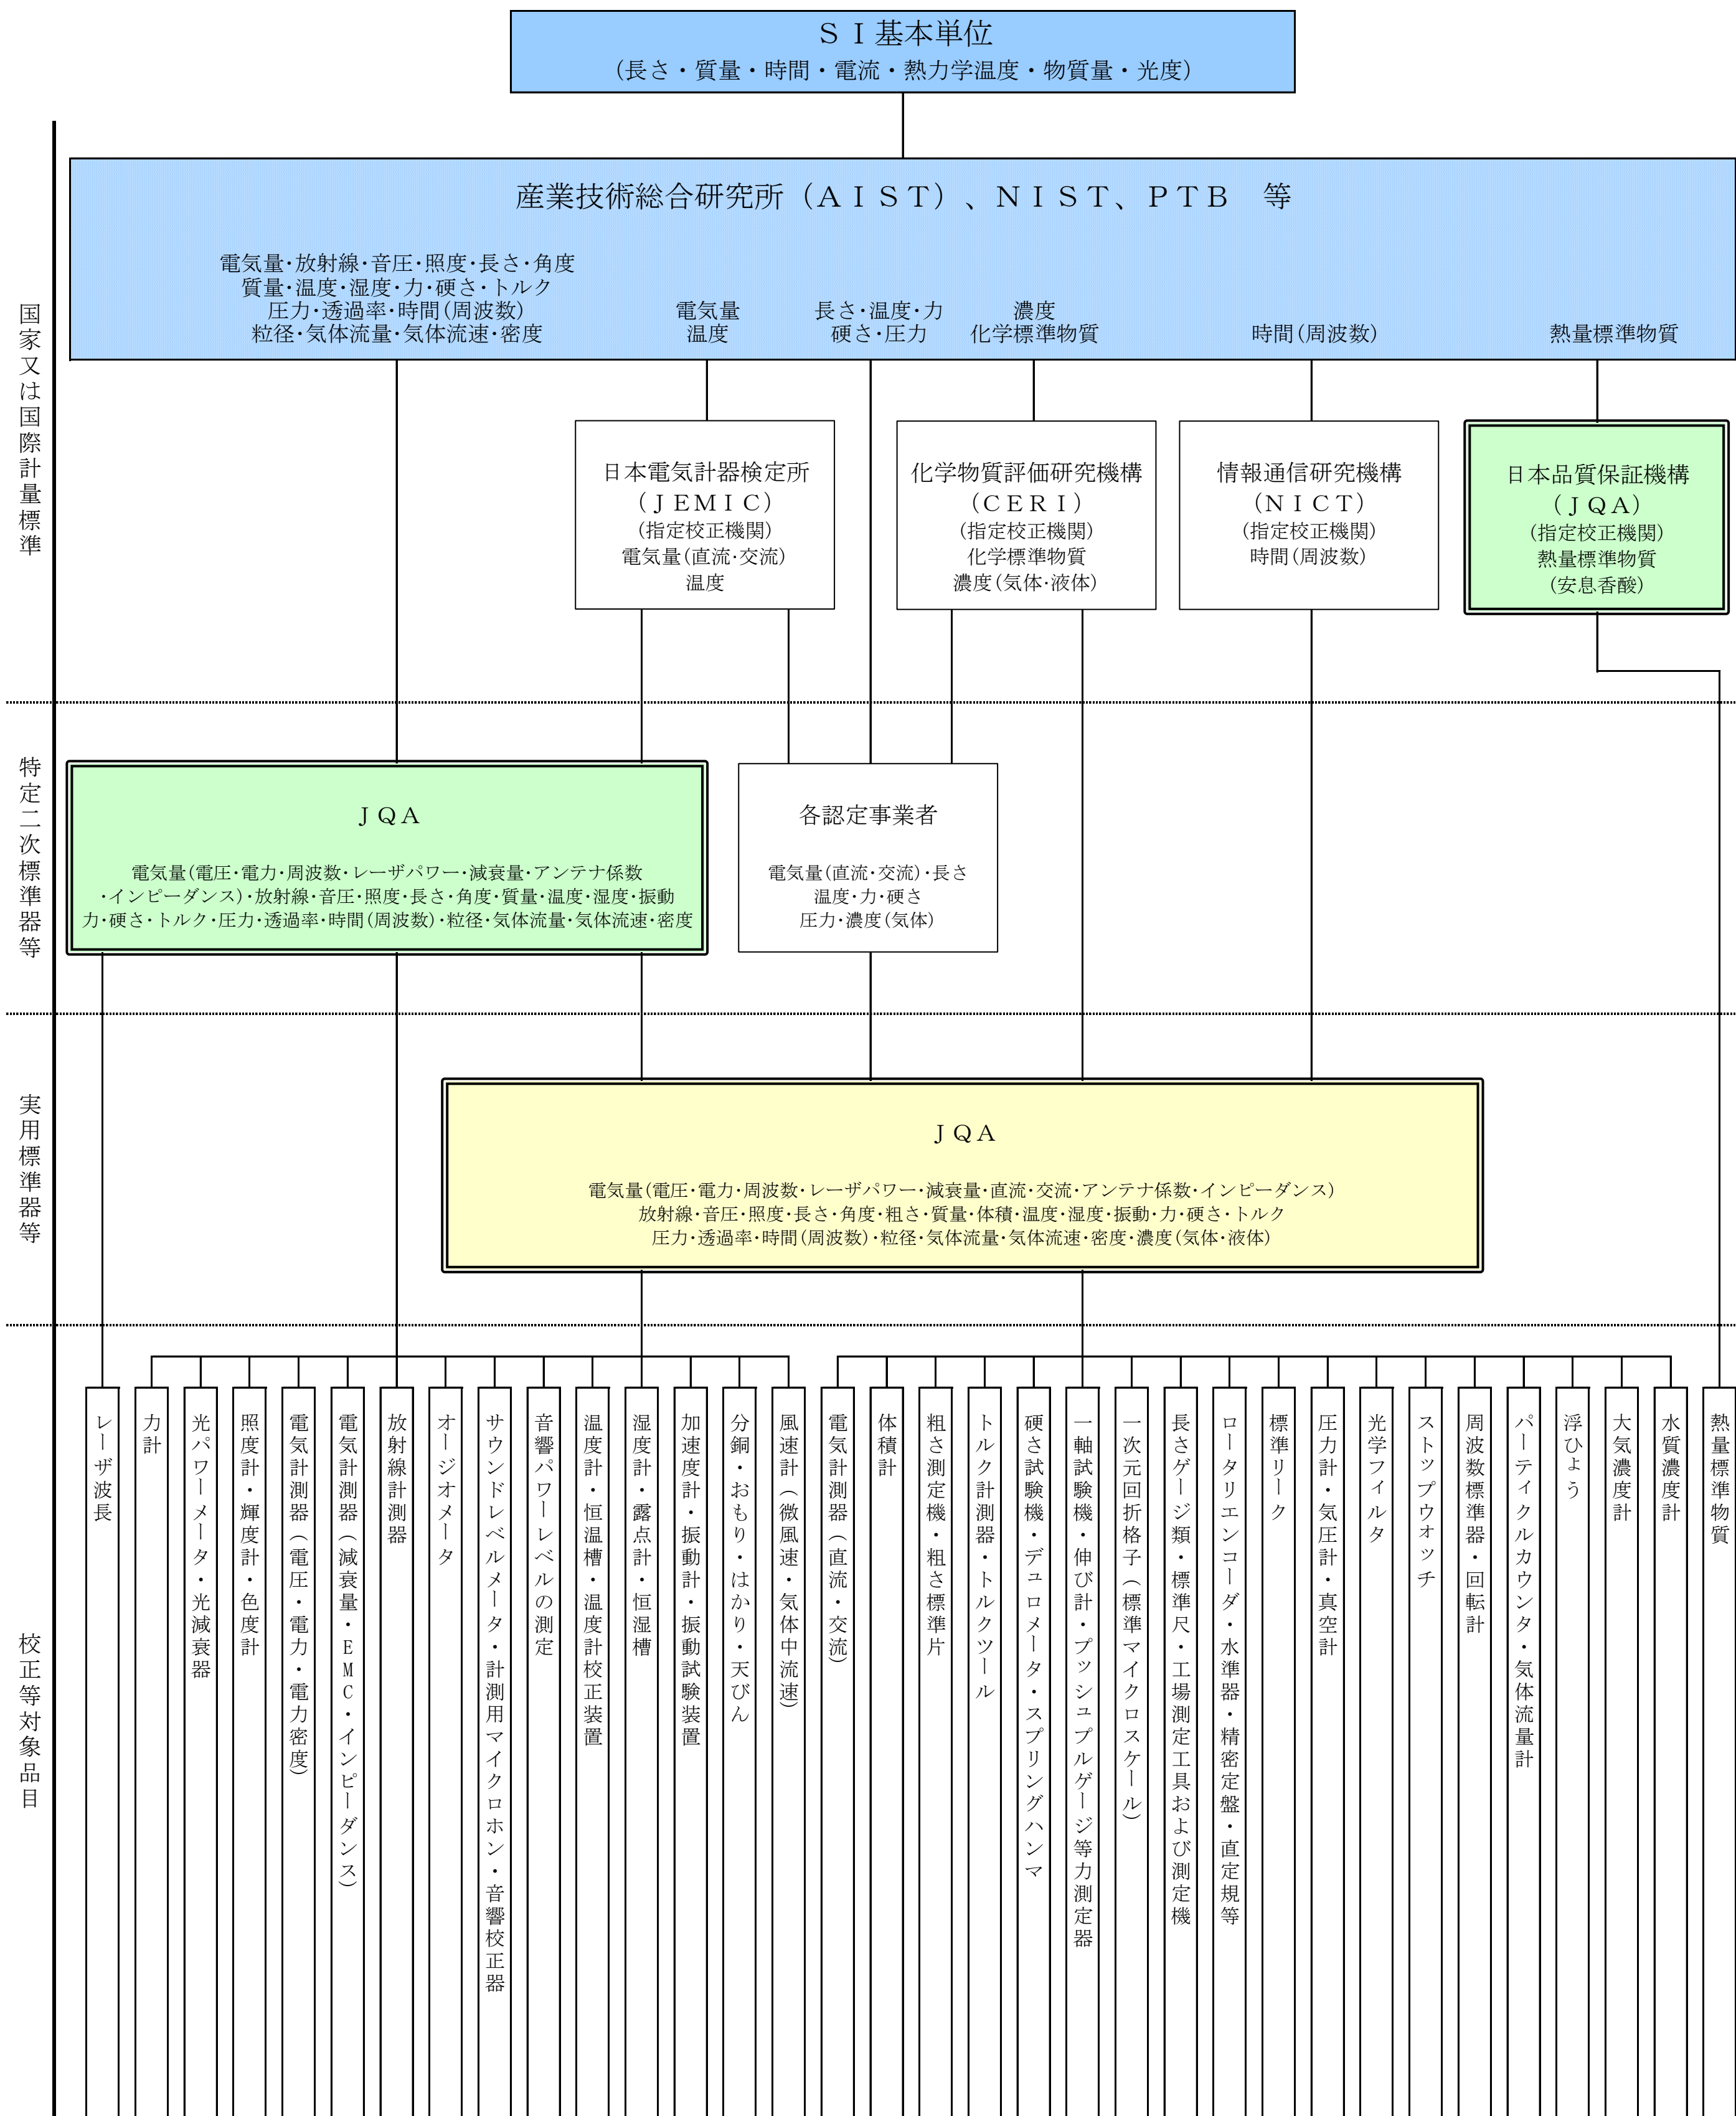 ＳＩ基本単位
（長さ・質量・時間・電流・熱力学温度・物質量・光度）
産業技術総合研究所（ＡＩＳＴ）、ＮＩＳＴ、ＰＴＢ　等
電気量･放射線･音圧･照度･長さ･角度
質量･温度･湿度･力･硬さ･トルク
圧力･透過率･時間(周波数)
粒径･気体流量･気体流速･密度
電気量
温度
長さ･温度･力
硬さ･圧力
濃度
化学標準物質
時間(周波数)
熱量標準物質
国家又は国際計量標準
日本電気計器検定所
（ＪＥＭＩＣ）
(指定校正機関)
電気量(直流･交流)
温度
化学物質評価研究機構
（ＣＥＲＩ）
(指定校正機関)
化学標準物質
濃度(気体･液体)
情報通信研究機構
（ＮＩＣＴ）
(指定校正機関)
時間(周波数)
日本品質保証機構
（ＪＱＡ）
(指定校正機関)
熱量標準物質
(安息香酸)
特定二次標準器等
ＪＱＡ
電気量(電圧･電力･周波数･レーザパワー･減衰量･アンテナ係数
･インピーダンス)･放射線･音圧･照度･長さ･角度･質量･温度･湿度･振動
力･硬さ･トルク･圧力･透過率･時間(周波数)･粒径･気体流量･気体流速･密度
各認定事業者
電気量(直流･交流)･長さ
温度･力･硬さ
圧力･濃度(気体)
実用標準器等
ＪＱＡ
電気量(電圧･電力･周波数･レーザパワー･減衰量･直流･交流･アンテナ係数･インピーダンス)
放射線･音圧･照度･長さ･角度･粗さ･質量･体積･温度･湿度･振動･力･硬さ･トルク
圧力･透過率･時間(周波数)･粒径･気体流量･気体流速･密度･濃度(気体･液体)
校正等対象品目
レーザ波長
力計
光パワーメータ・光減衰器
照度計・輝度計・色度計
電気計測器（電圧・電力・電力密度）
電気計測器（減衰量・EMC・インピーダンス）
放射線計測器
オージオメータ
サウンドレベルメータ・計測用マイクロホン・音響校正器
音響パワーレベルの測定
温度計・恒温槽・温度計校正装置
湿度計・露点計・恒湿槽
加速度計・振動計・振動試験装置
分銅・おもり・はかり・天びん
風速計（微風速・気体中流速）
電気計測器（直流・交流）
体積計
粗さ測定機・粗さ標準片
トルク計測器・トルクツール
硬さ試験機・デュロメータ・スプリングハンマ
一軸試験機・伸び計・プッシュプルゲージ等力測定器
一次元回折格子（標準マイクロスケール）
長さゲージ類・標準尺・工場測定工具および測定機
ロータリエンコーダ・水準器・精密定盤・直定規等
標準リーク
圧力計・気圧計・真空計
光学フィルタ
ストップウォッチ
周波数標準器・回転計
パーティクルカウンタ・気体流量計
浮ひょう
大気濃度計
水質濃度計
熱量標準物質